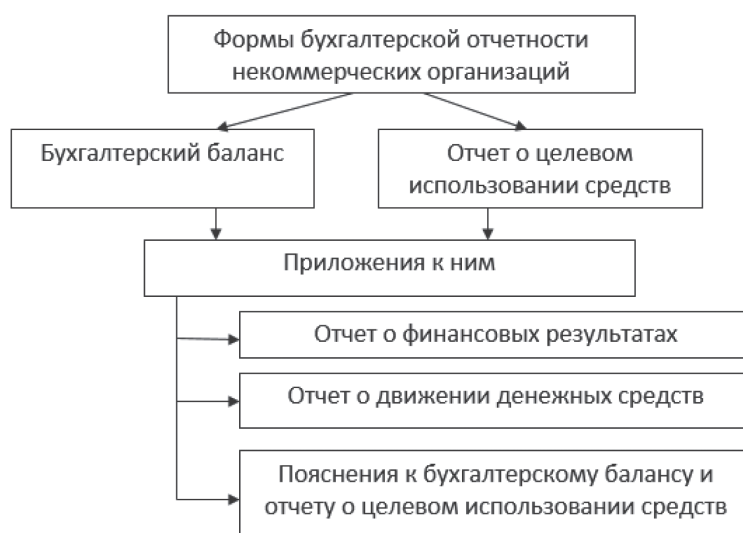 Формы бухгалтерской отчетности
некоммерческих организаций
Бухгалтерский баланс
Отчет о целевом
использовании средств
Приложения к ним
Отчет о финансовых результатах
Отчет о движении денежных средств
Пояснения к бухгалтерскому балансу и
отчету о целевом использовании средств